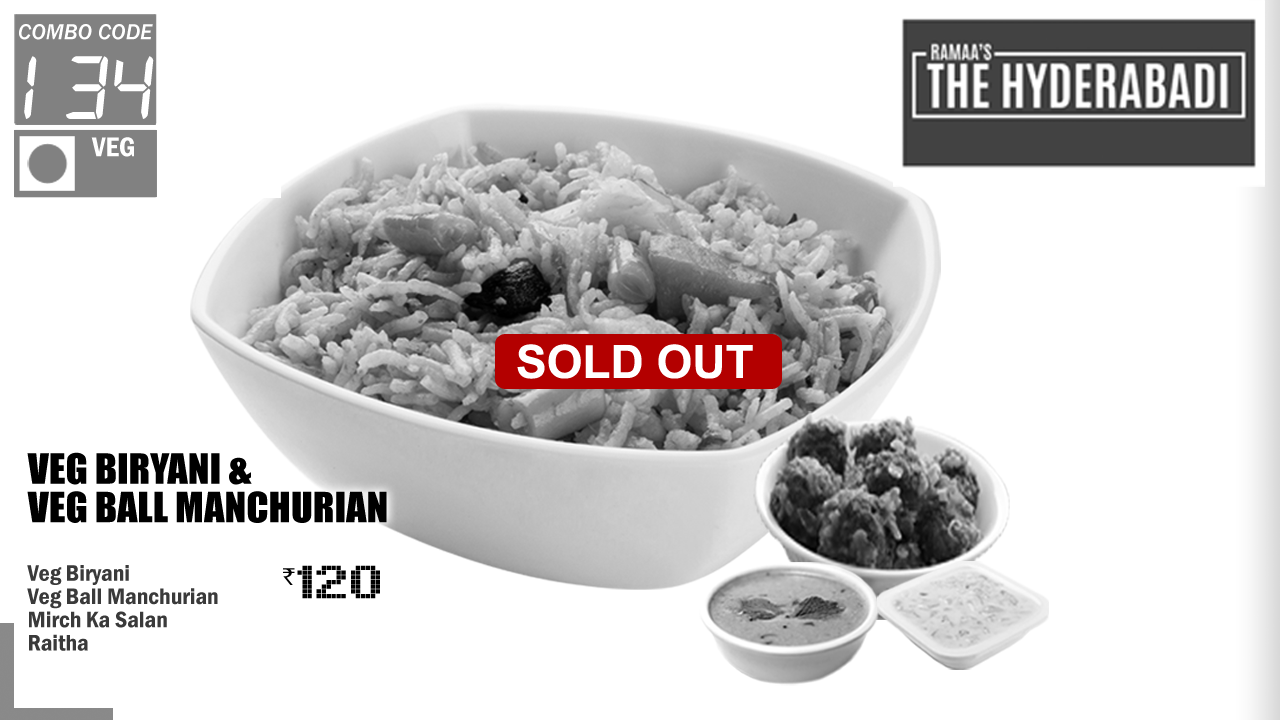 COMBO CODE
134
VEG
RAMAA'S
THE HYDERABADI
SOLD OUT
VEG BIRYANI &
VEG BALL MANCHURIAN
Veg Biryani
Veg Ball Manchurian
Mirch Ka Salan
Raitha
₹120